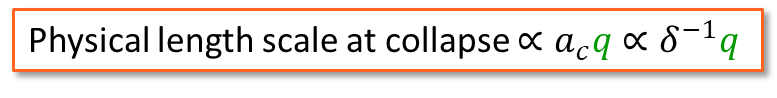 Physical length scale at collapse ∝ 𝑎_𝑐 𝑞 ∝ 𝛿^{−1} 𝑞